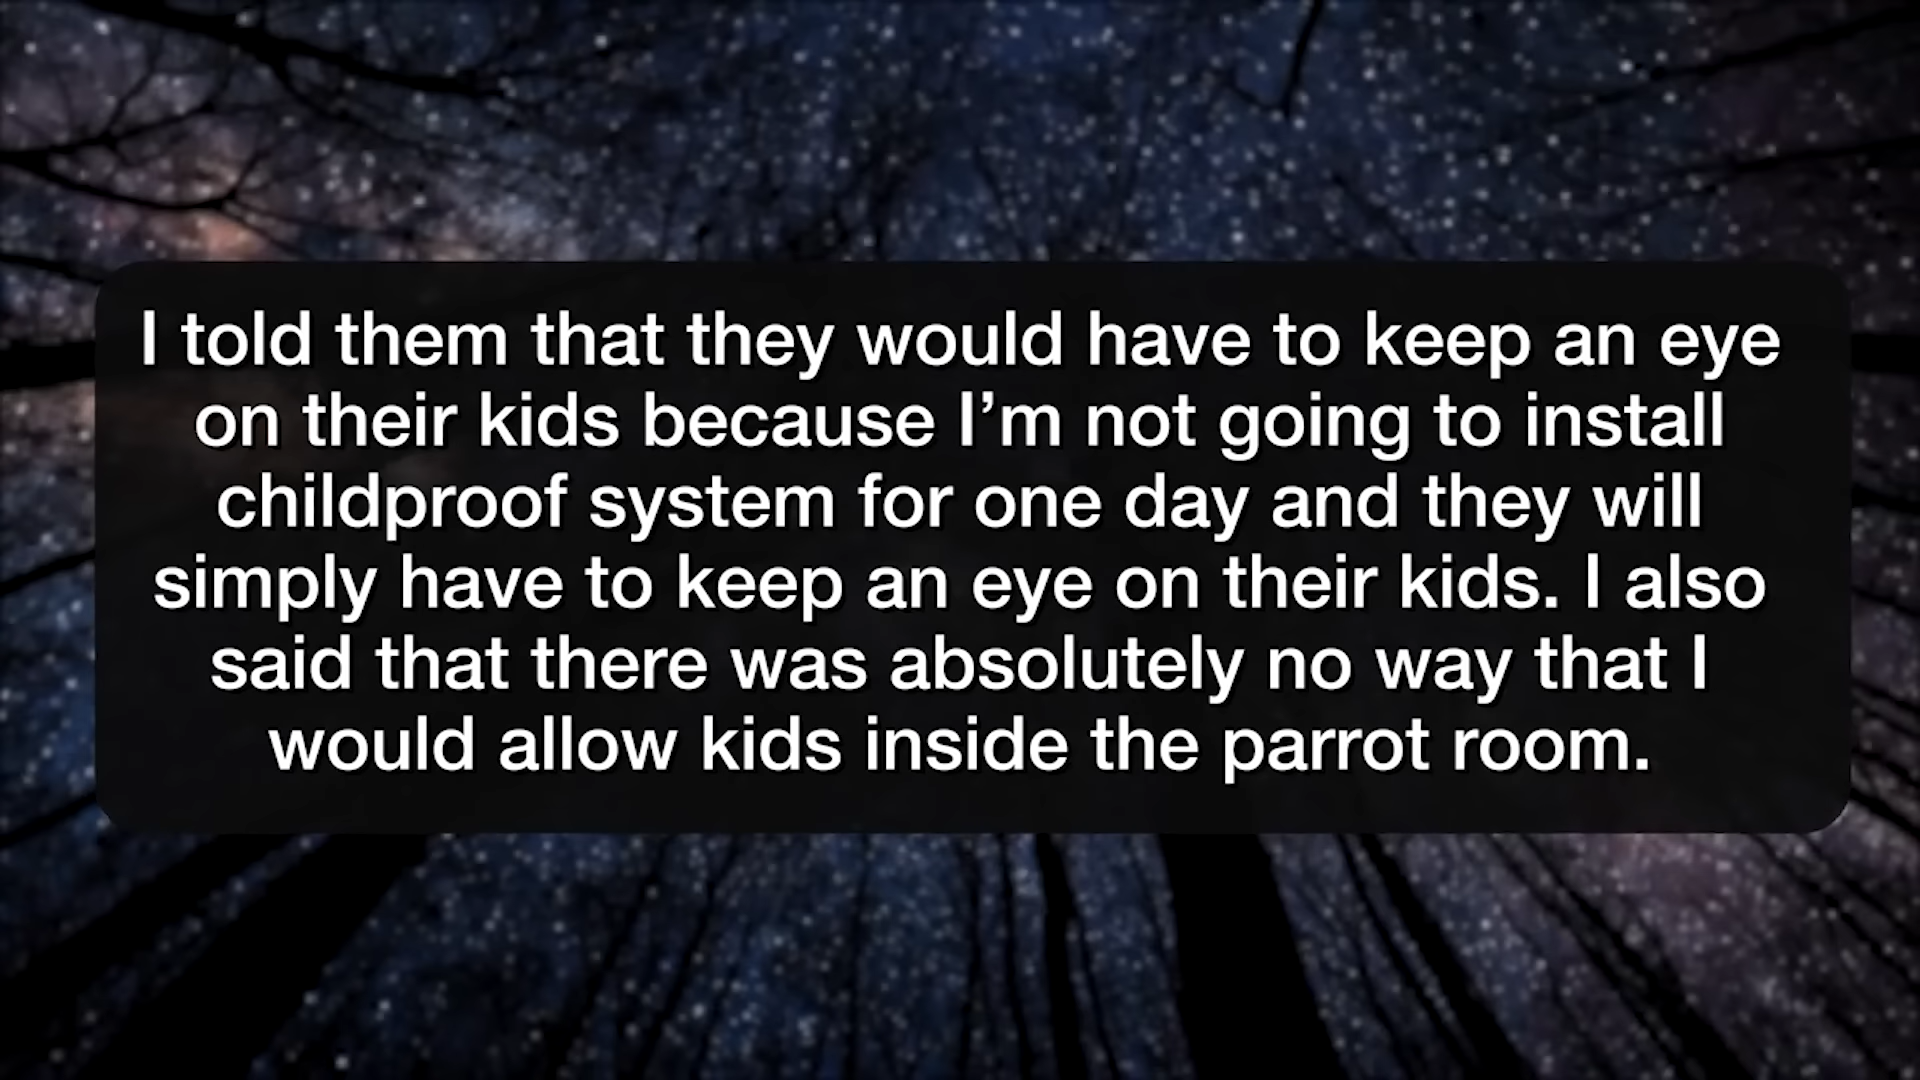 I told them that they would have to keep an eye
on their kids because I’m not going to install
childproof system for one day and they will
simply have to keep an eye on their kids. I also
said that there was absolutely no way that I
would allow kids inside the parrot room.